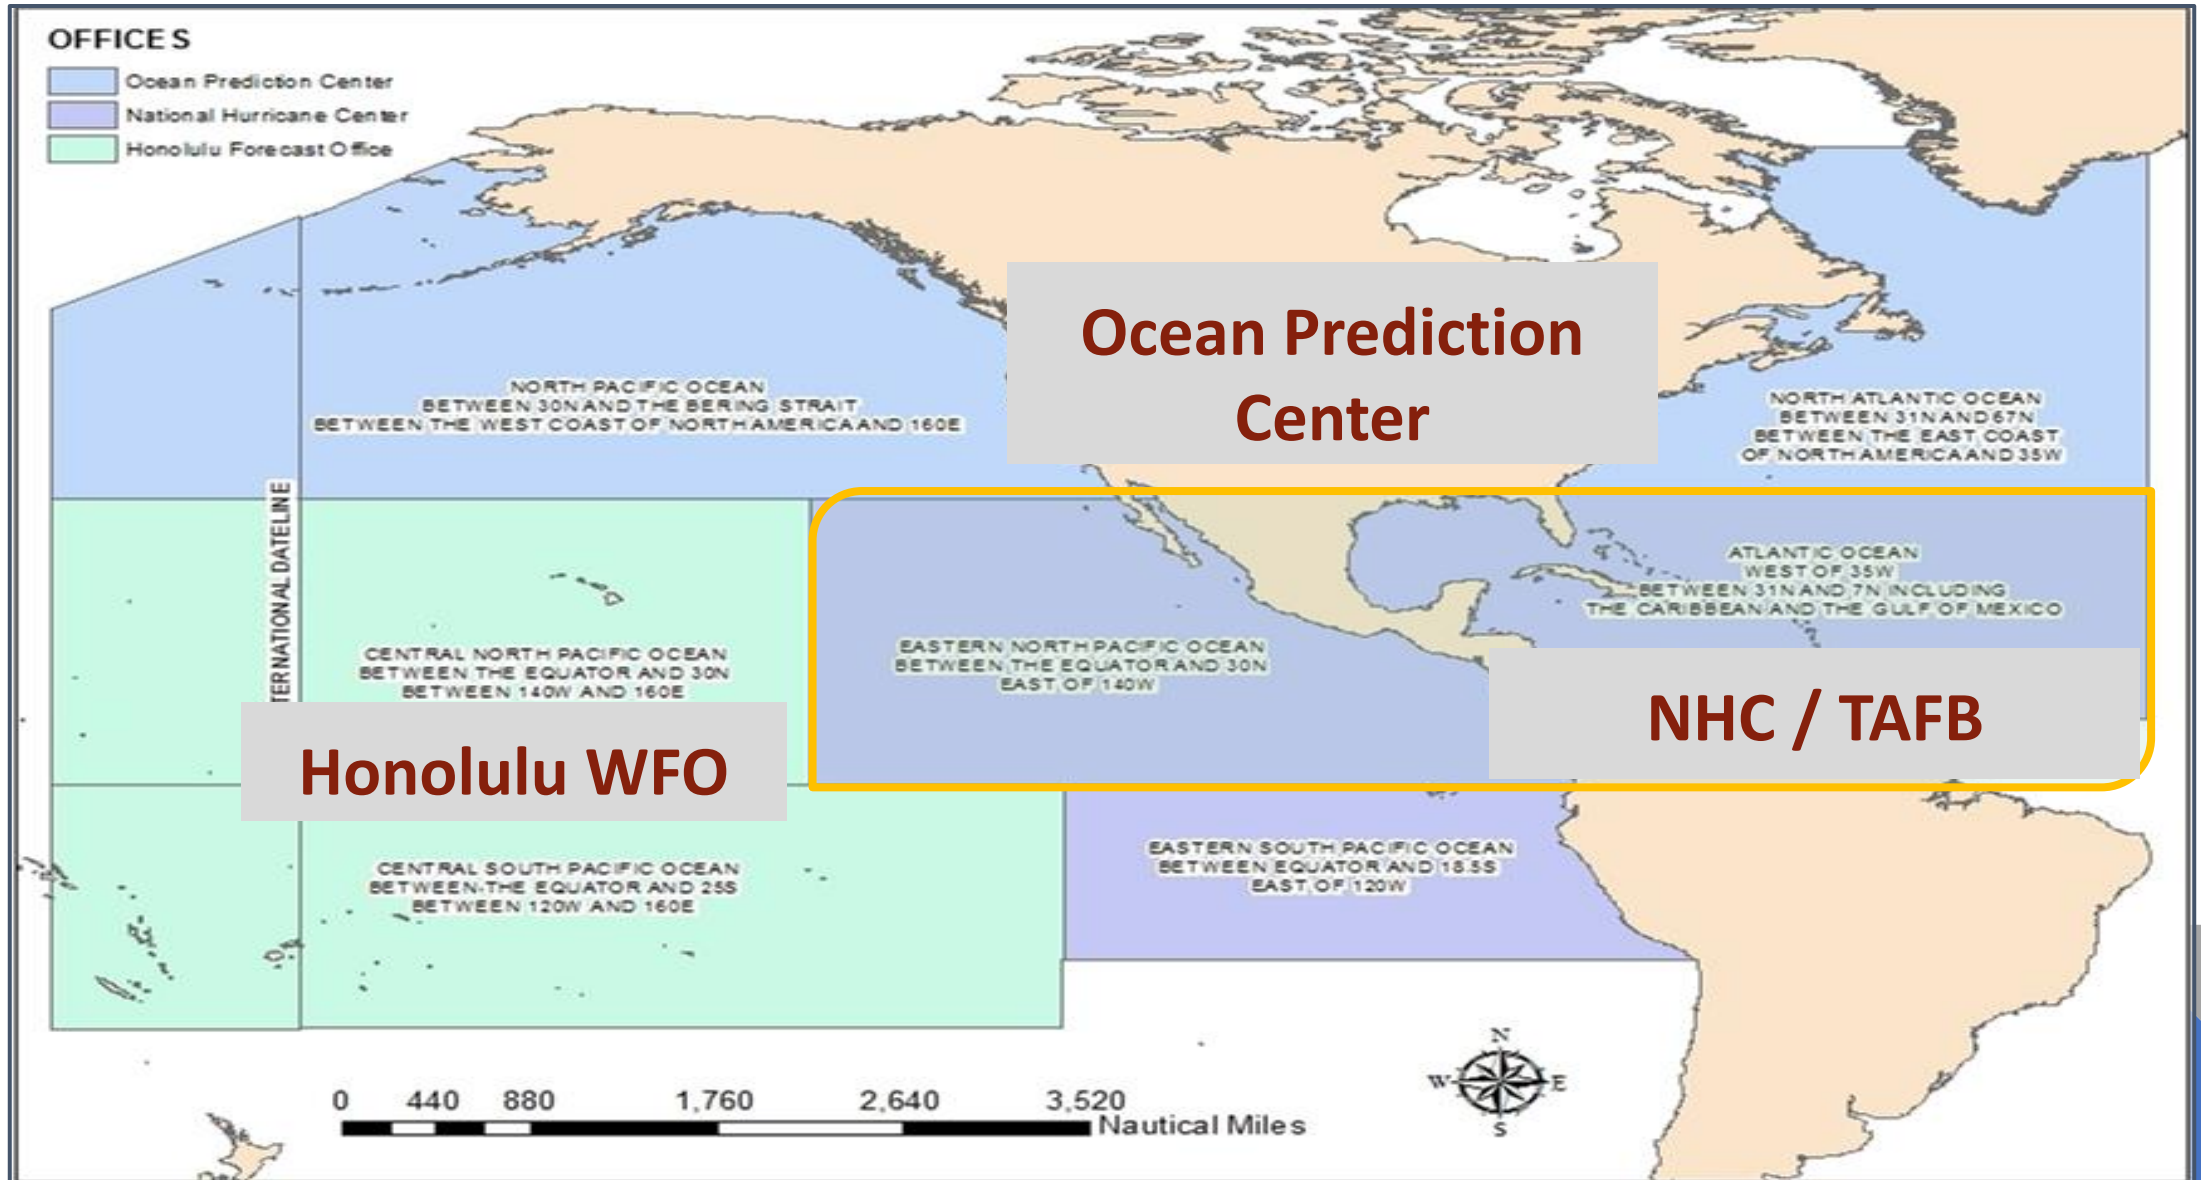 OFFICES
Ocean Prediction Center
National Hurricane Center
Honolulu Forecast Office
Ocean Prediction
Center
NORTH PACIFIC OCEAN
BETWEEN 30N AND THE BERING STRAIT
BETWEEN THE WEST COAST OF NORTH AMERICA AND 160E
NORTH ATLANTIC OCEAN
BETWEEN 31N AND 67N
BETWEEN THE EAST COAST
OF NORTH AMERICA AND 35W
TERNATIONAL DATELINE
ATLANTIC OCEAN
WEST OF 35W
BETWEEN 31N AND 7N INCLUDING
THE CARIBBEAN AND THE GULF OF MEXICO
CENTRAL NORTH PACIFIC OCEAN
BETWEEN THE EQUATOR AND 30N
BETWEEN 140W AND 160E
EASTERN NORTH PACIFIC OCEAN
BETWEEN THE EQUATOR AND 30N
EAST OF 140W
NHC / TAFB
Honolulu WFO
CENTRAL SOUTH PACIFIC OCEAN
BETWEEN THE EQUATOR AND 25S
BETWEEN 120W AND 160E
EASTERN SOUTH PACIFIC OCEAN
BETWEEN EQUATOR AND 18.5S
EAST OF 120W
N
W E
S
0 440 880 1,760 2,640 3,520
Nautical Miles